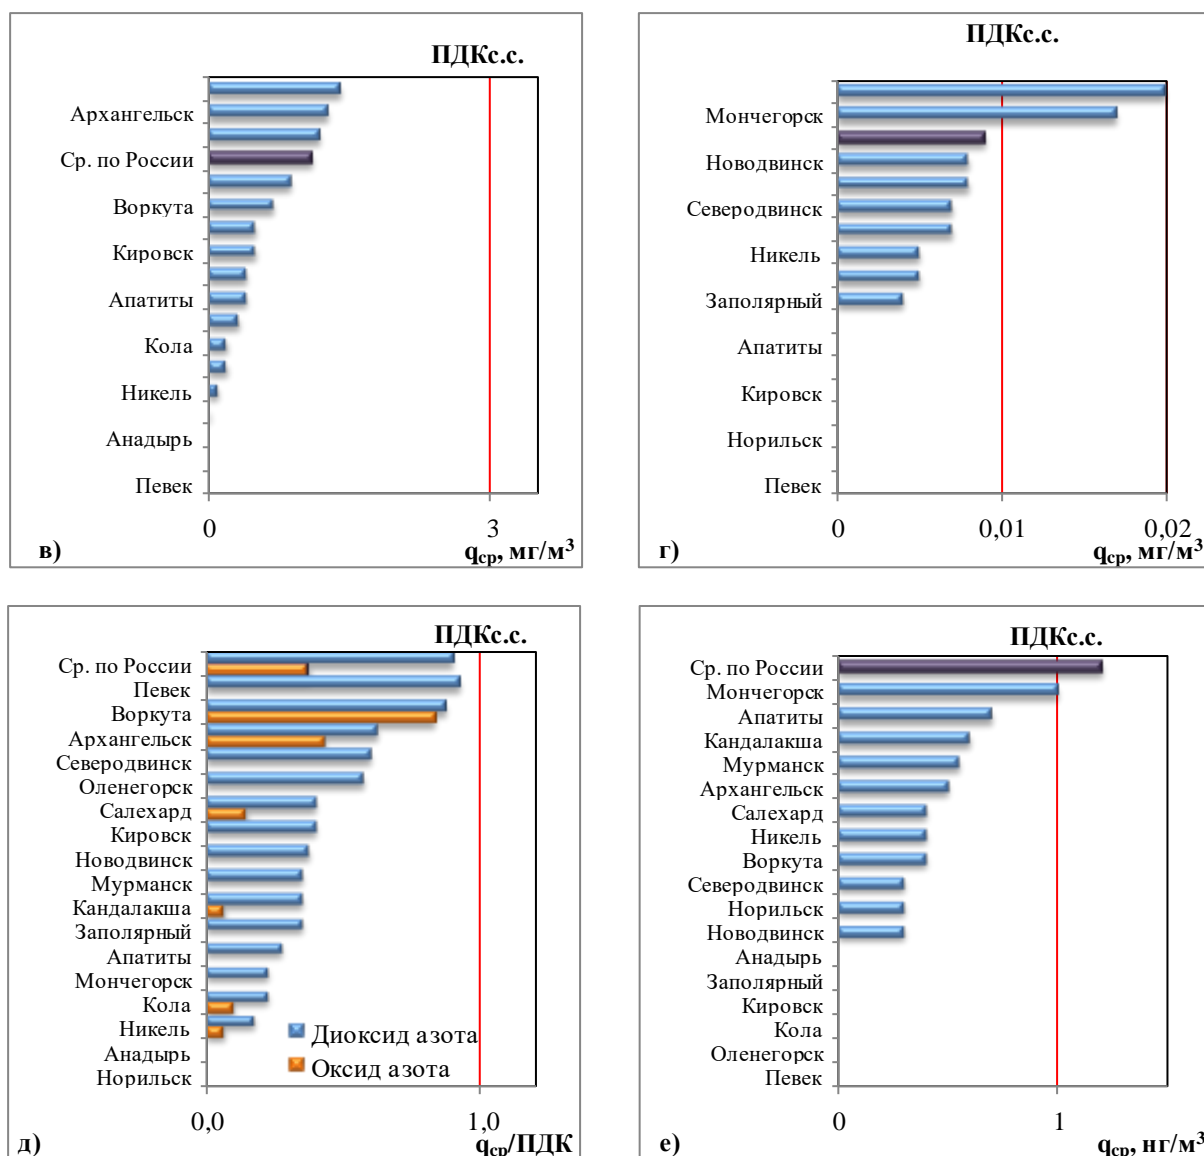 ПДКс.с.
Архангельск
Ср. по России
Воркута
Кировск
Апатиты
Кола
Никель
Анадырь
Певек
0 3
в) qср, мг/м³
ПДКс.с.
Мончегорск
Новодвинск
Северодвинск
Никель
Заполярный
Апатиты
Кировск
Норильск
Певек
0 0,01 0,02
г) qср, мг/м³
ПДКс.с.
Ср. по России
Певек
Воркута
Архангельск
Северодвинск
Оленегорск
Салехард
Кировск
Новодвинск
Мурманск
Кандалакша
Заполярный
Апатиты
Мончегорск
Кола
Никель
Анадырь
Норильск
Диоксид азота
Оксид азота
0,0 1,0
д) qср/ПДК
ПДКс.с.
Ср. по России
Мончегорск
Апатиты
Кандалакша
Мурманск
Архангельск
Салехард
Никель
Воркута
Северодвинск
Норильск
Новодвинск
Анадырь
Заполярный
Кировск
Кола
Оленегорск
Певек
0 1
е) qср, нг/м³